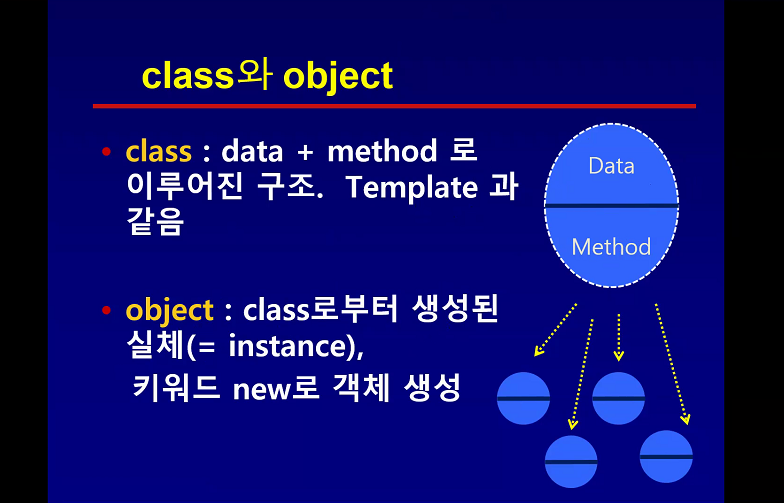 class와 object
• class : data + method 로
이루어진 구조. Template 과
같음
• object : class로부터 생성된
실체(= instance),
키워드 new로 객체 생성
Data
Method